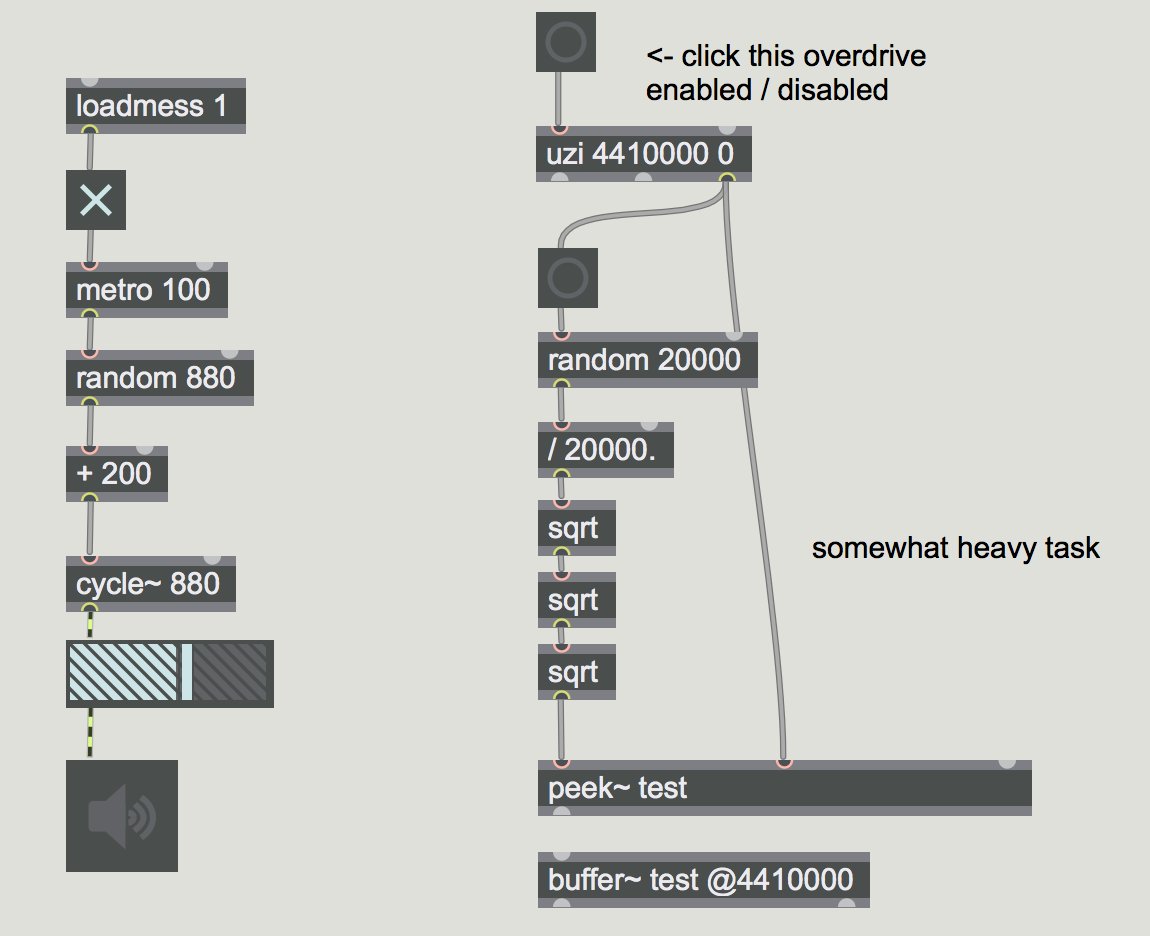 loadmess 1
metro 100
random 880
+ 200
cycle~ 880
<- click this overdrive
enabled / disabled
uzi 4410000 0
random 20000
/ 20000.
sqrt
sqrt
sqrt
somewhat heavy task
peek~ test
buffer~ test @4410000